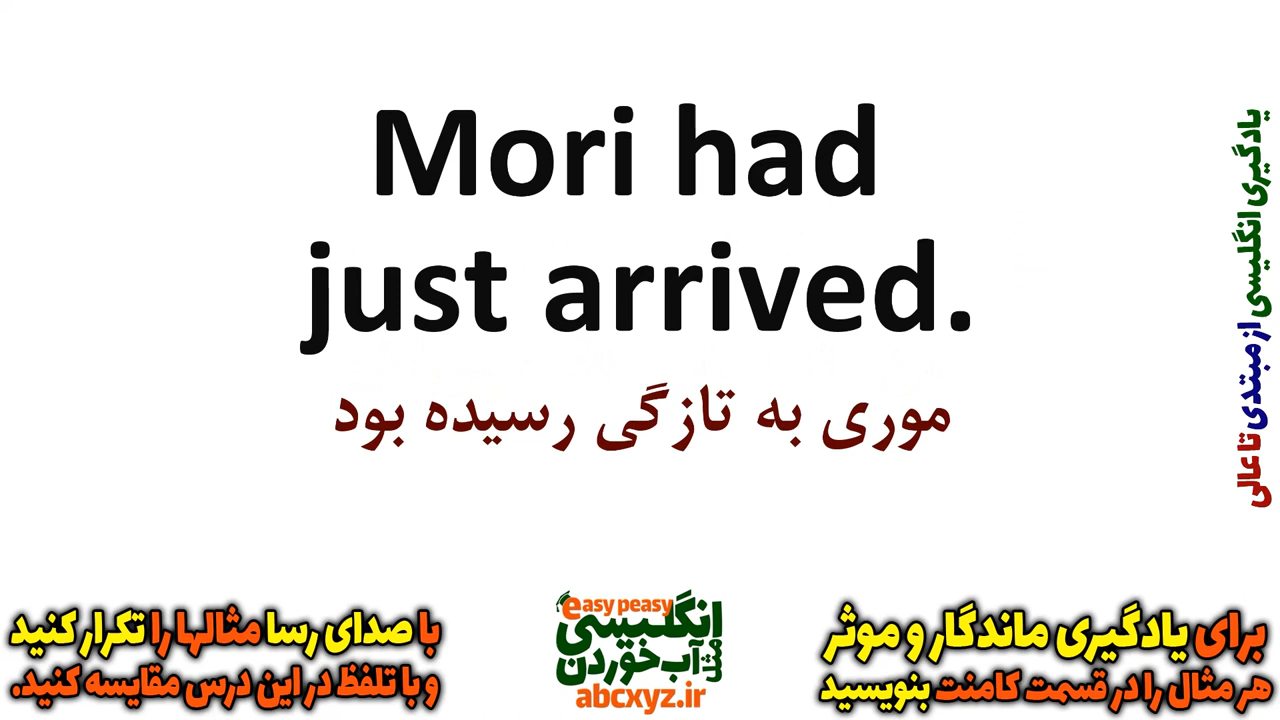 Mori had
just arrived.
موری به تازگی رسیده بود
یادگیری انگلیسی از مبتدی تا عالی
با صدای رسا مثالها را تکرار کنید
و با تلفظ در این درس مقایسه کنید.
easy peasy
انگلیسی
مثل آب خوردن
abcxyz.ir
برای یادگیری ماندگار و موثر
هر مثال را در قسمت کامنت بنویسید